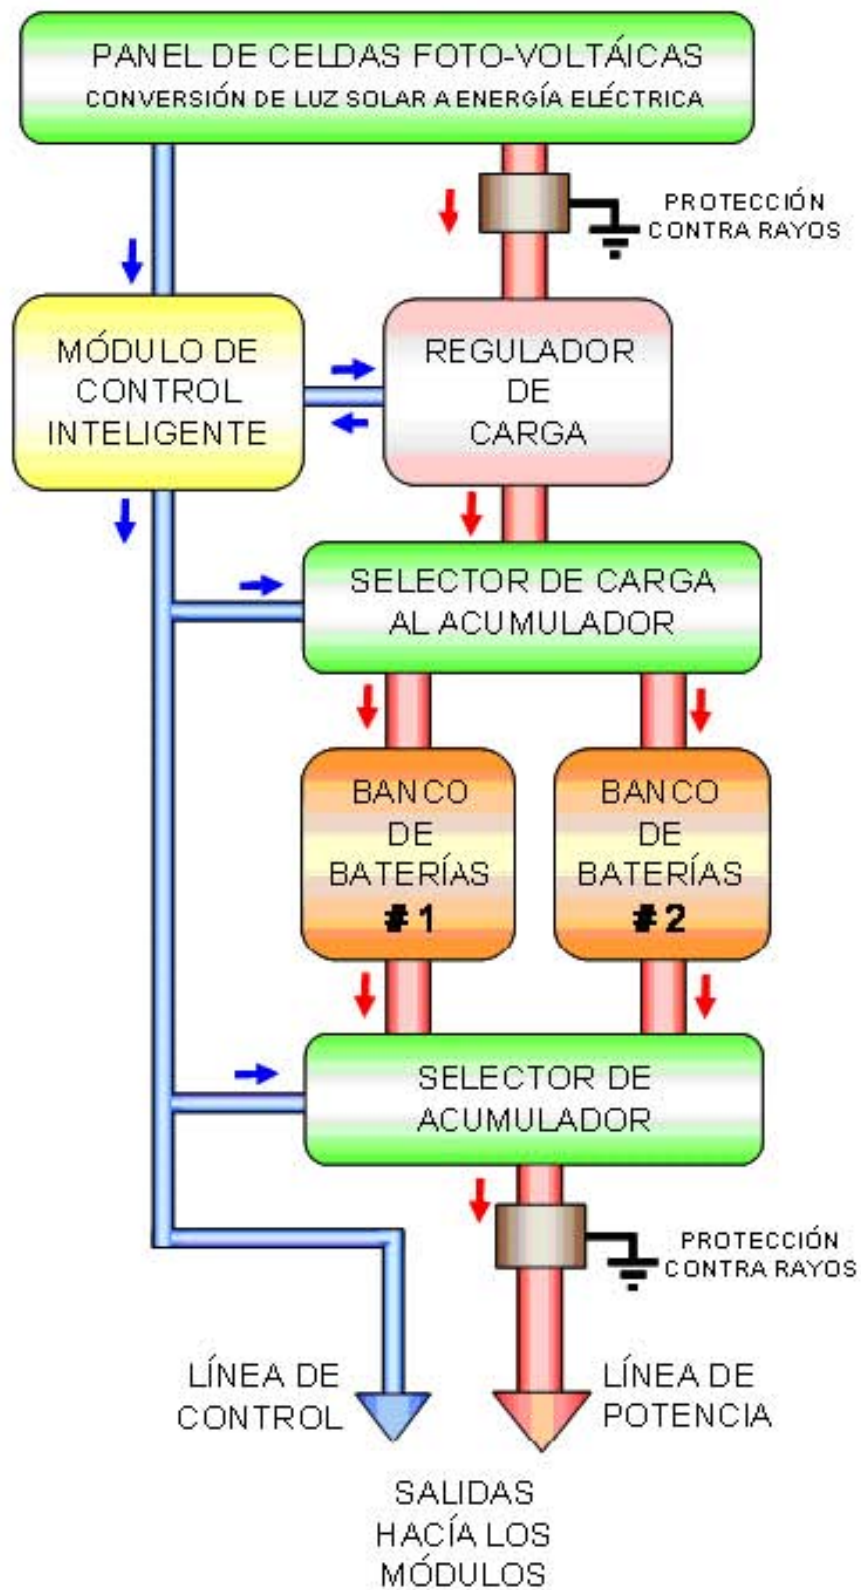 PANEL DE CELDAS FOTO-VOLTÁICAS
CONVERSIÓN DE LUZ SOLAR A ENERGÍA ELÉCTRICA
PROTECCIÓN
CONTRA RAYOS
MÓDULO DE
CONTROL
INTELIGENTE
REGULADOR
DE
CARGA
SELECTOR DE CARGA
AL ACUMULADOR
BANCO
DE
BATERÍAS
# 1
BANCO
DE
BATERÍAS
# 2
SELECTOR DE
ACUMULADOR
PROTECCIÓN
CONTRA RAYOS
LÍNEA DE
CONTROL
LÍNEA DE
POTENCIA
SALIDAS
HACÍA LOS
MÓDULOS